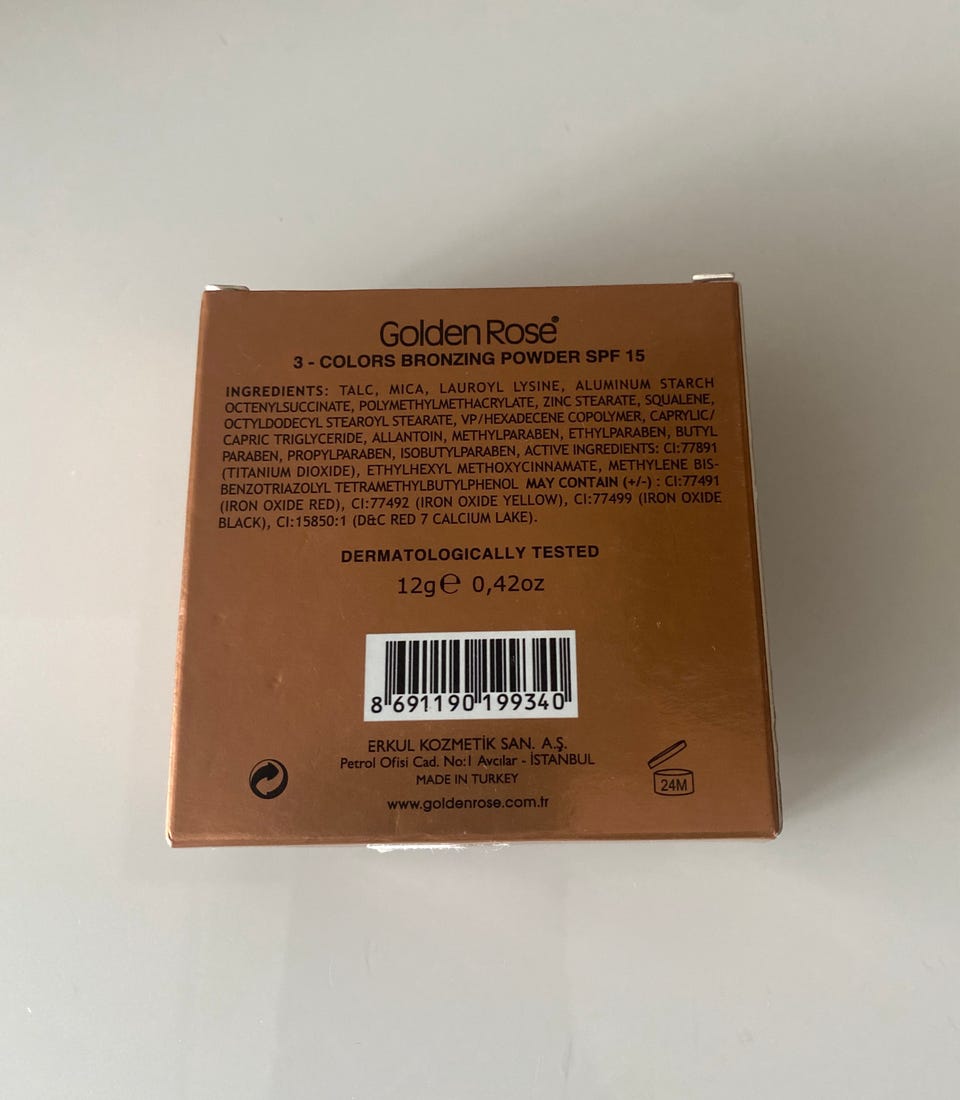 Golden Rose®
3 - COLORS BRONZING POWDER SPF 15
INGREDIENTS: TALC, MICA, LAUROYL LYSINE, ALUMINUM STARCH
OCTENYLSUCCINATE, POLYMETHYLMETHACRYLATE, ZINC STEARATE, SQUALENE,
OCTYLDODECYL STEAROYL STEARATE, VP/HEXADECENE COPOLYMER, CAPRYLIC/
CAPRIC TRIGLYCERIDE, ALLANTOIN, METHYLPARABEN, ETHYLPARABEN, BUTYL
PARABEN, PROPYLPARABEN, ISOBUTYLPARABEN, ACTIVE INGREDIENTS: CI:77891
(TITANIUM DIOXIDE), ETHYLHEXYL METHOXYCINNAMATE, METHYLENE BIS-
BENZOTRIAZOLYL TETRAMETHYLBUTYLPHENOL MAY CONTAIN (+/-) : CI:77491
(IRON OXIDE RED), CI:77492 (IRON OXIDE YELLOW), CI:77499 (IRON OXIDE
BLACK), CI:15850:1 (D&C RED 7 CALCIUM LAKE).
DERMATOLOGICALLY TESTED
12g℮ 0,42oz
8 691190 199340
ERKUL KOZMETİK SAN. A.Ş.
Petrol Ofisi Cad. No:1 Avcılar - İSTANBUL
MADE IN TURKEY
www.goldenrose.com.tr
24M